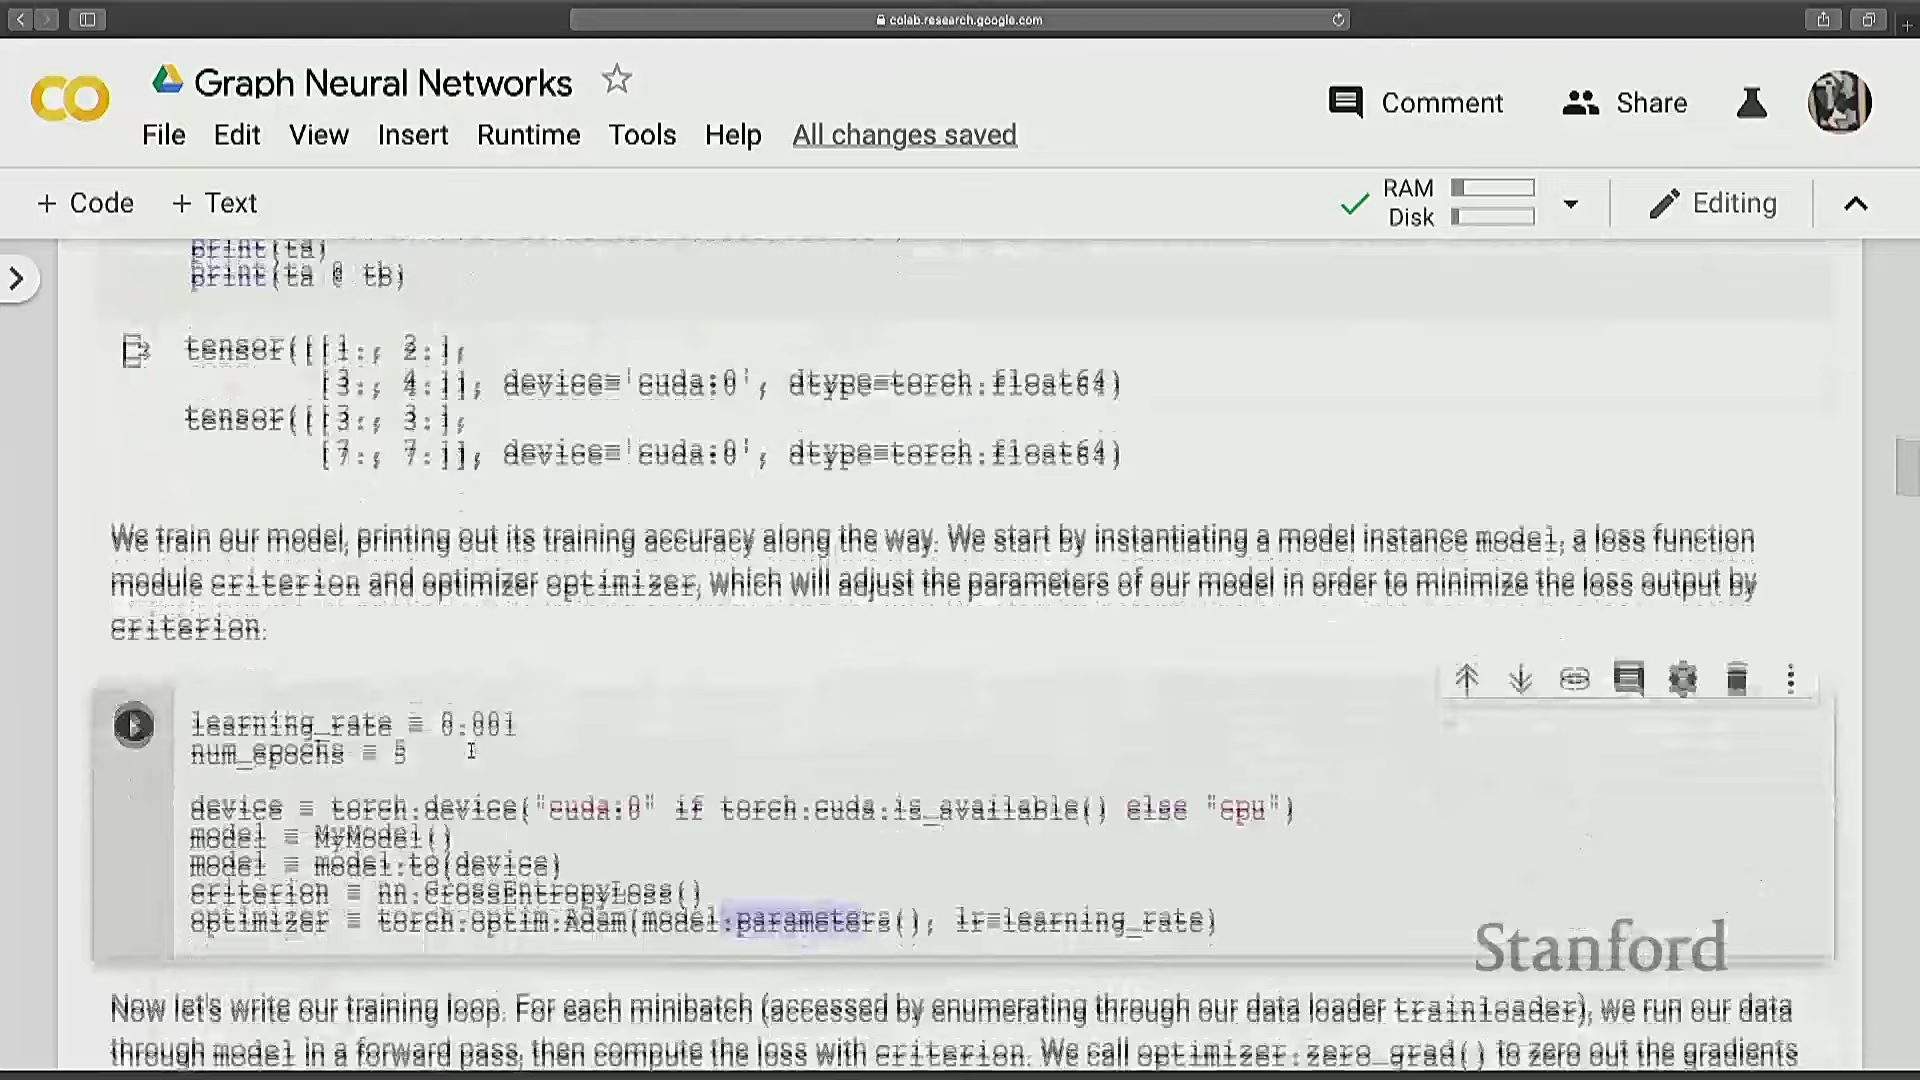 colab.research.google.com
CO Graph Neural Networks
Comment Share
File Edit View Insert Runtime Tools Help All changes saved
+ Code + Text
RAM
Disk
Editing
print(ta)
print(ta @ tb)
tensor([[1., 2.],
[3., 4.]], device='cuda:0', dtype=torch.float64)
tensor([[3., 3.],
[7., 7.]], device='cuda:0', dtype=torch.float64)
We train our model, printing out its training accuracy along the way. We start by instantiating a model instance model, a loss function
module criterion and optimizer optimizer, which will adjust the parameters of our model in order to minimize the loss output by
criterion.
learning_rate = 0.001
num_epochs = 5
device = torch.device("cuda:0" if torch.cuda.is_available() else "cpu")
model = MyModel()
model = model.to(device)
criterion = nn.CrossEntropyLoss()
optimizer = torch.optim.Adam(model.parameters(), lr=learning_rate)
Stanford
Now let's write our training loop. For each minibatch (accessed by enumerating through our data loader trainloader), we run our data
through model in a forward pass, then compute the loss with criterion. We call optimizer.zero_grad() to zero out the gradients